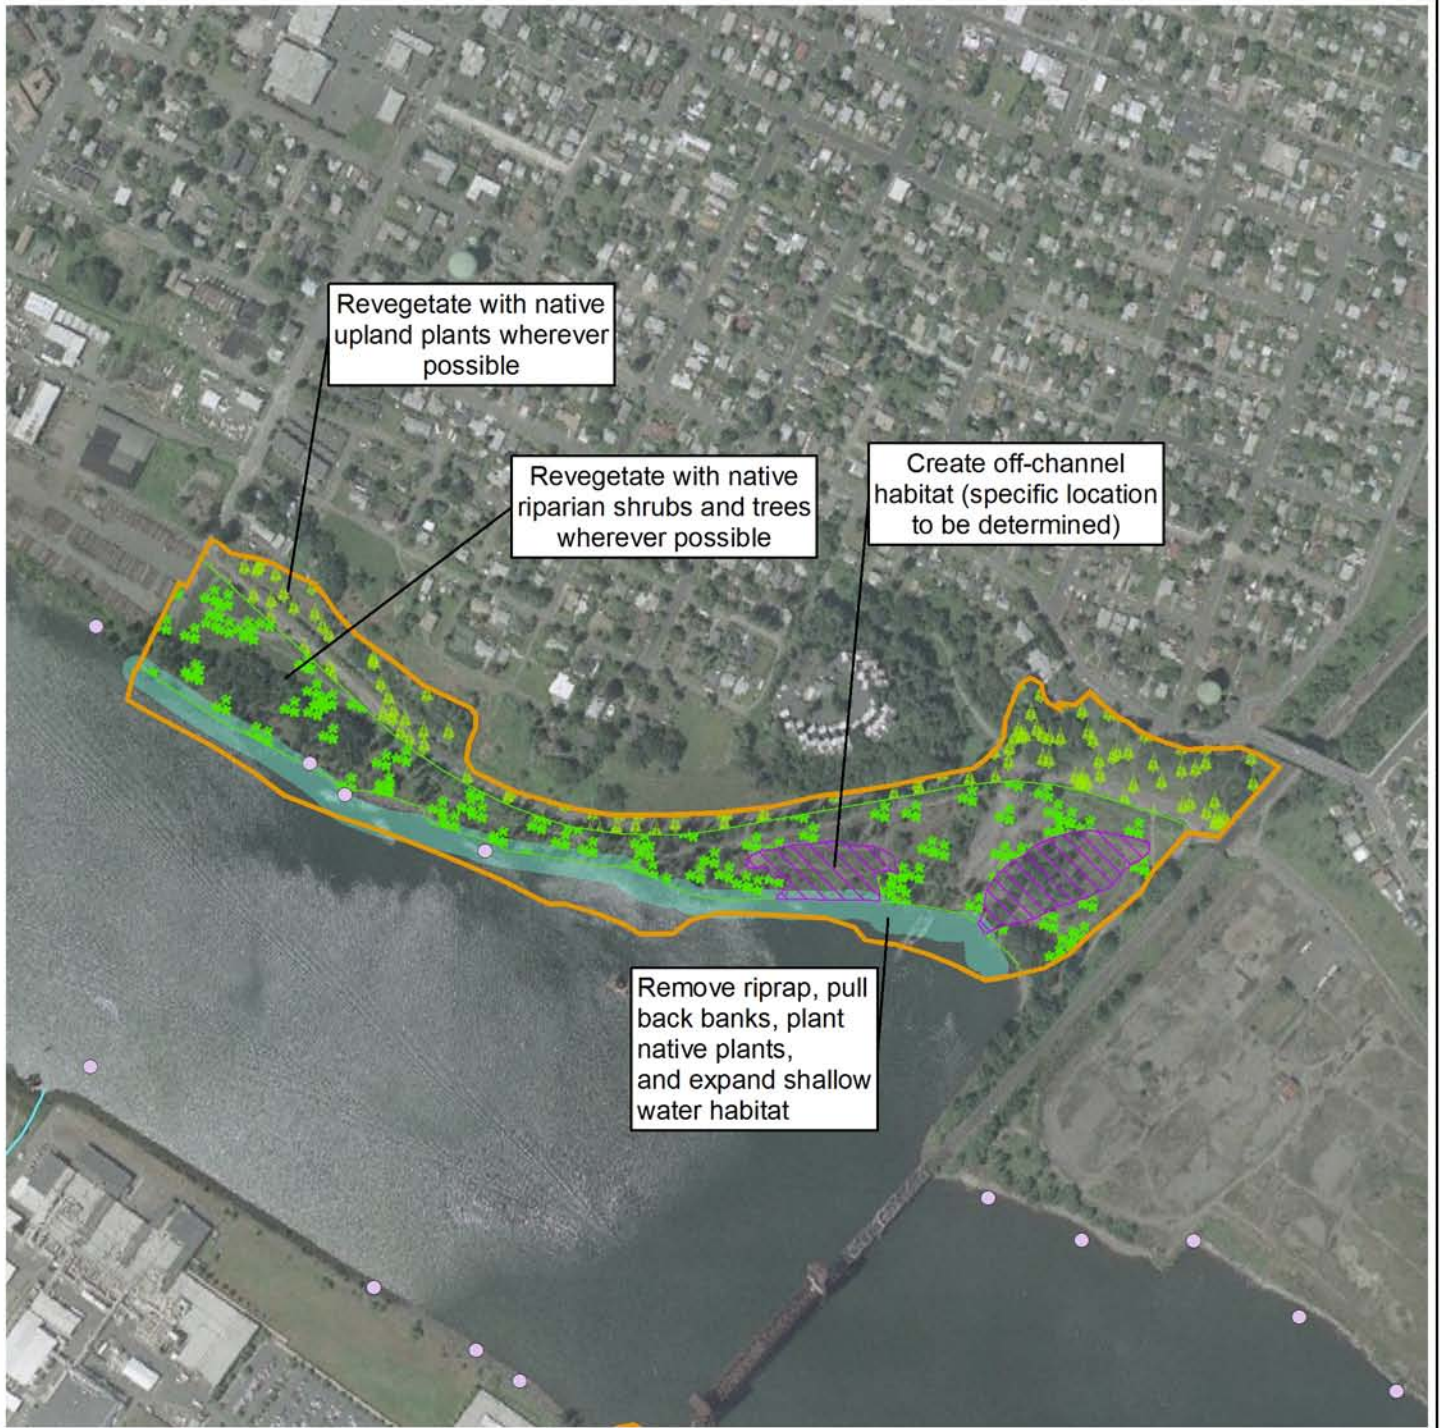 Revegetate with native
upland plants wherever
possible
Revegetate with native
riparian shrubs and trees
wherever possible
Create off-channel
habitat (specific location
to be determined)
Remove riprap, pull
back banks, plant
native plants,
and expand shallow
water habitat